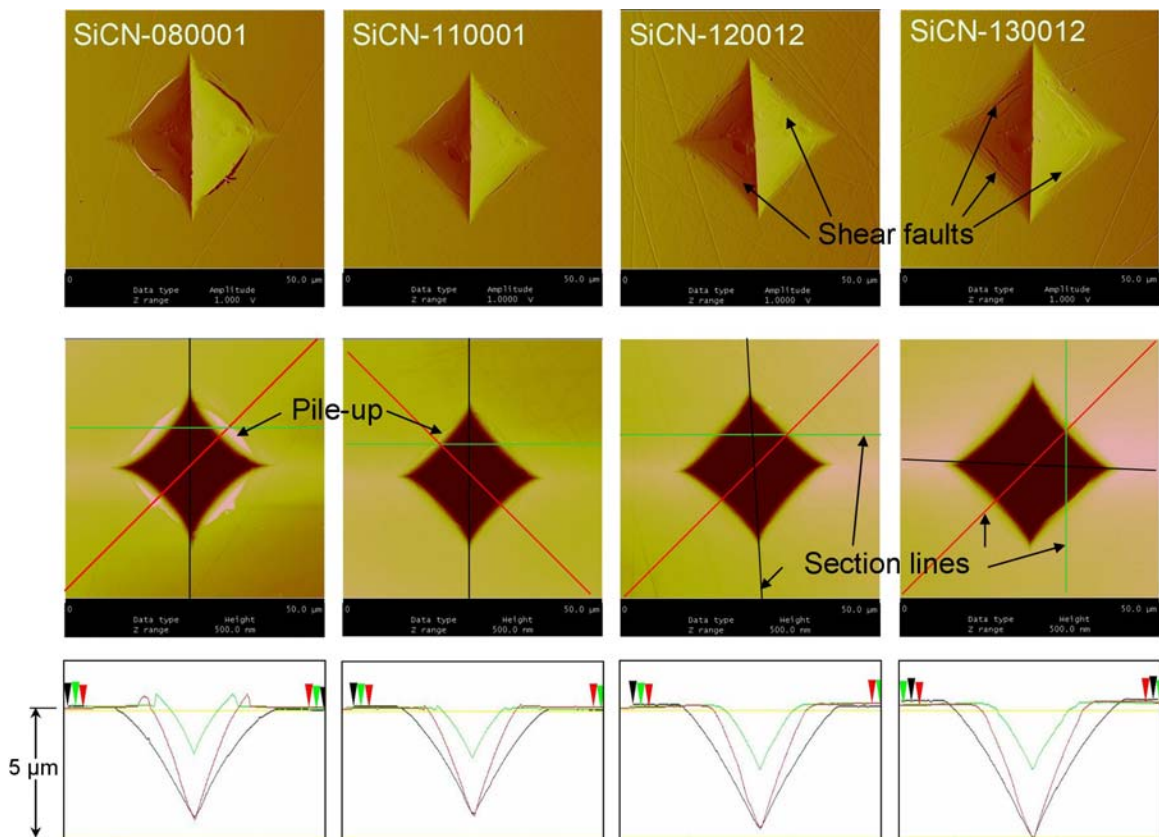 SiCN-080001
SiCN-110001
SiCN-120012
SiCN-130012
Shear faults
0 50.0 µm
Data type Amplitude
Z range 1.000 V
0 50.0 µm
Data type Amplitude
Z range 1.0000 V
0 50.0 µm
Data type Amplitude
Z range 1.0000 V
0 50.0 µm
Data type Amplitude
Z range 1.000 V
Pile-up
Section lines
0 50.0 µm
Data type Height
Z range 500.0 nm
0 50.0 µm
Data type Height
Z range 500.0 nm
0 50.0 µm
Data type Height
Z range 500.0 nm
0 50.0 µm
Data type Height
Z range 500.0 nm
5 µm